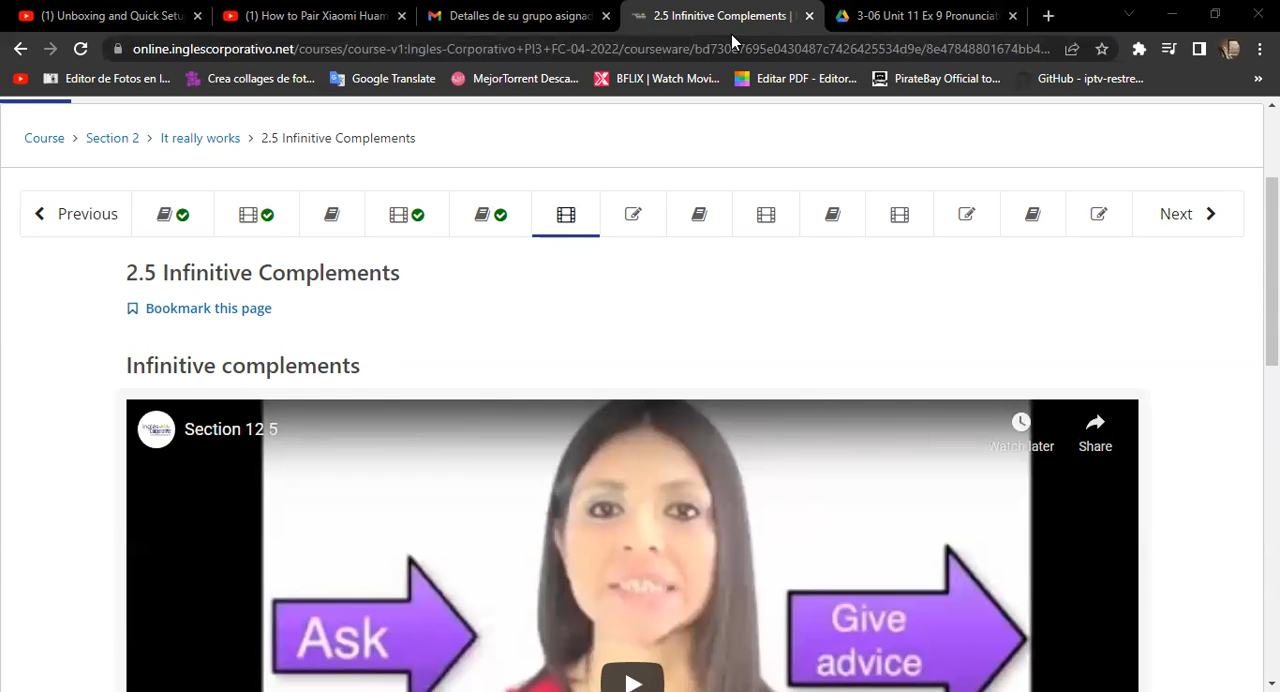 (1) Unboxing and Quick Setu
(1) How to Pair Xiaomi Huam
Detalles de su grupo asignad
2.5 Infinitive Complements |
3-06 Unit 11 Ex 9 Pronunciati
online.inglescorporativo.net/courses/course-v1:Ingles-Corporativo+PI3+FC-04-2022/courseware/bd730e7695e0430487c7426425534d9e/8e47848801674bb4...
Editor de Fotos en l...
Crea collages de fot...
Google Translate
MejorTorrent Desca...
BFLIX | Watch Movi...
Editar PDF - Editor...
PirateBay Official to...
GitHub - iptv-restre...
»
Course > Section 2 > It really works > 2.5 Infinitive Complements
Previous
Next
2.5 Infinitive Complements
Bookmark this page
Infinitive complements
Section 12 5
Watch later
Share
Ask
Give
advice